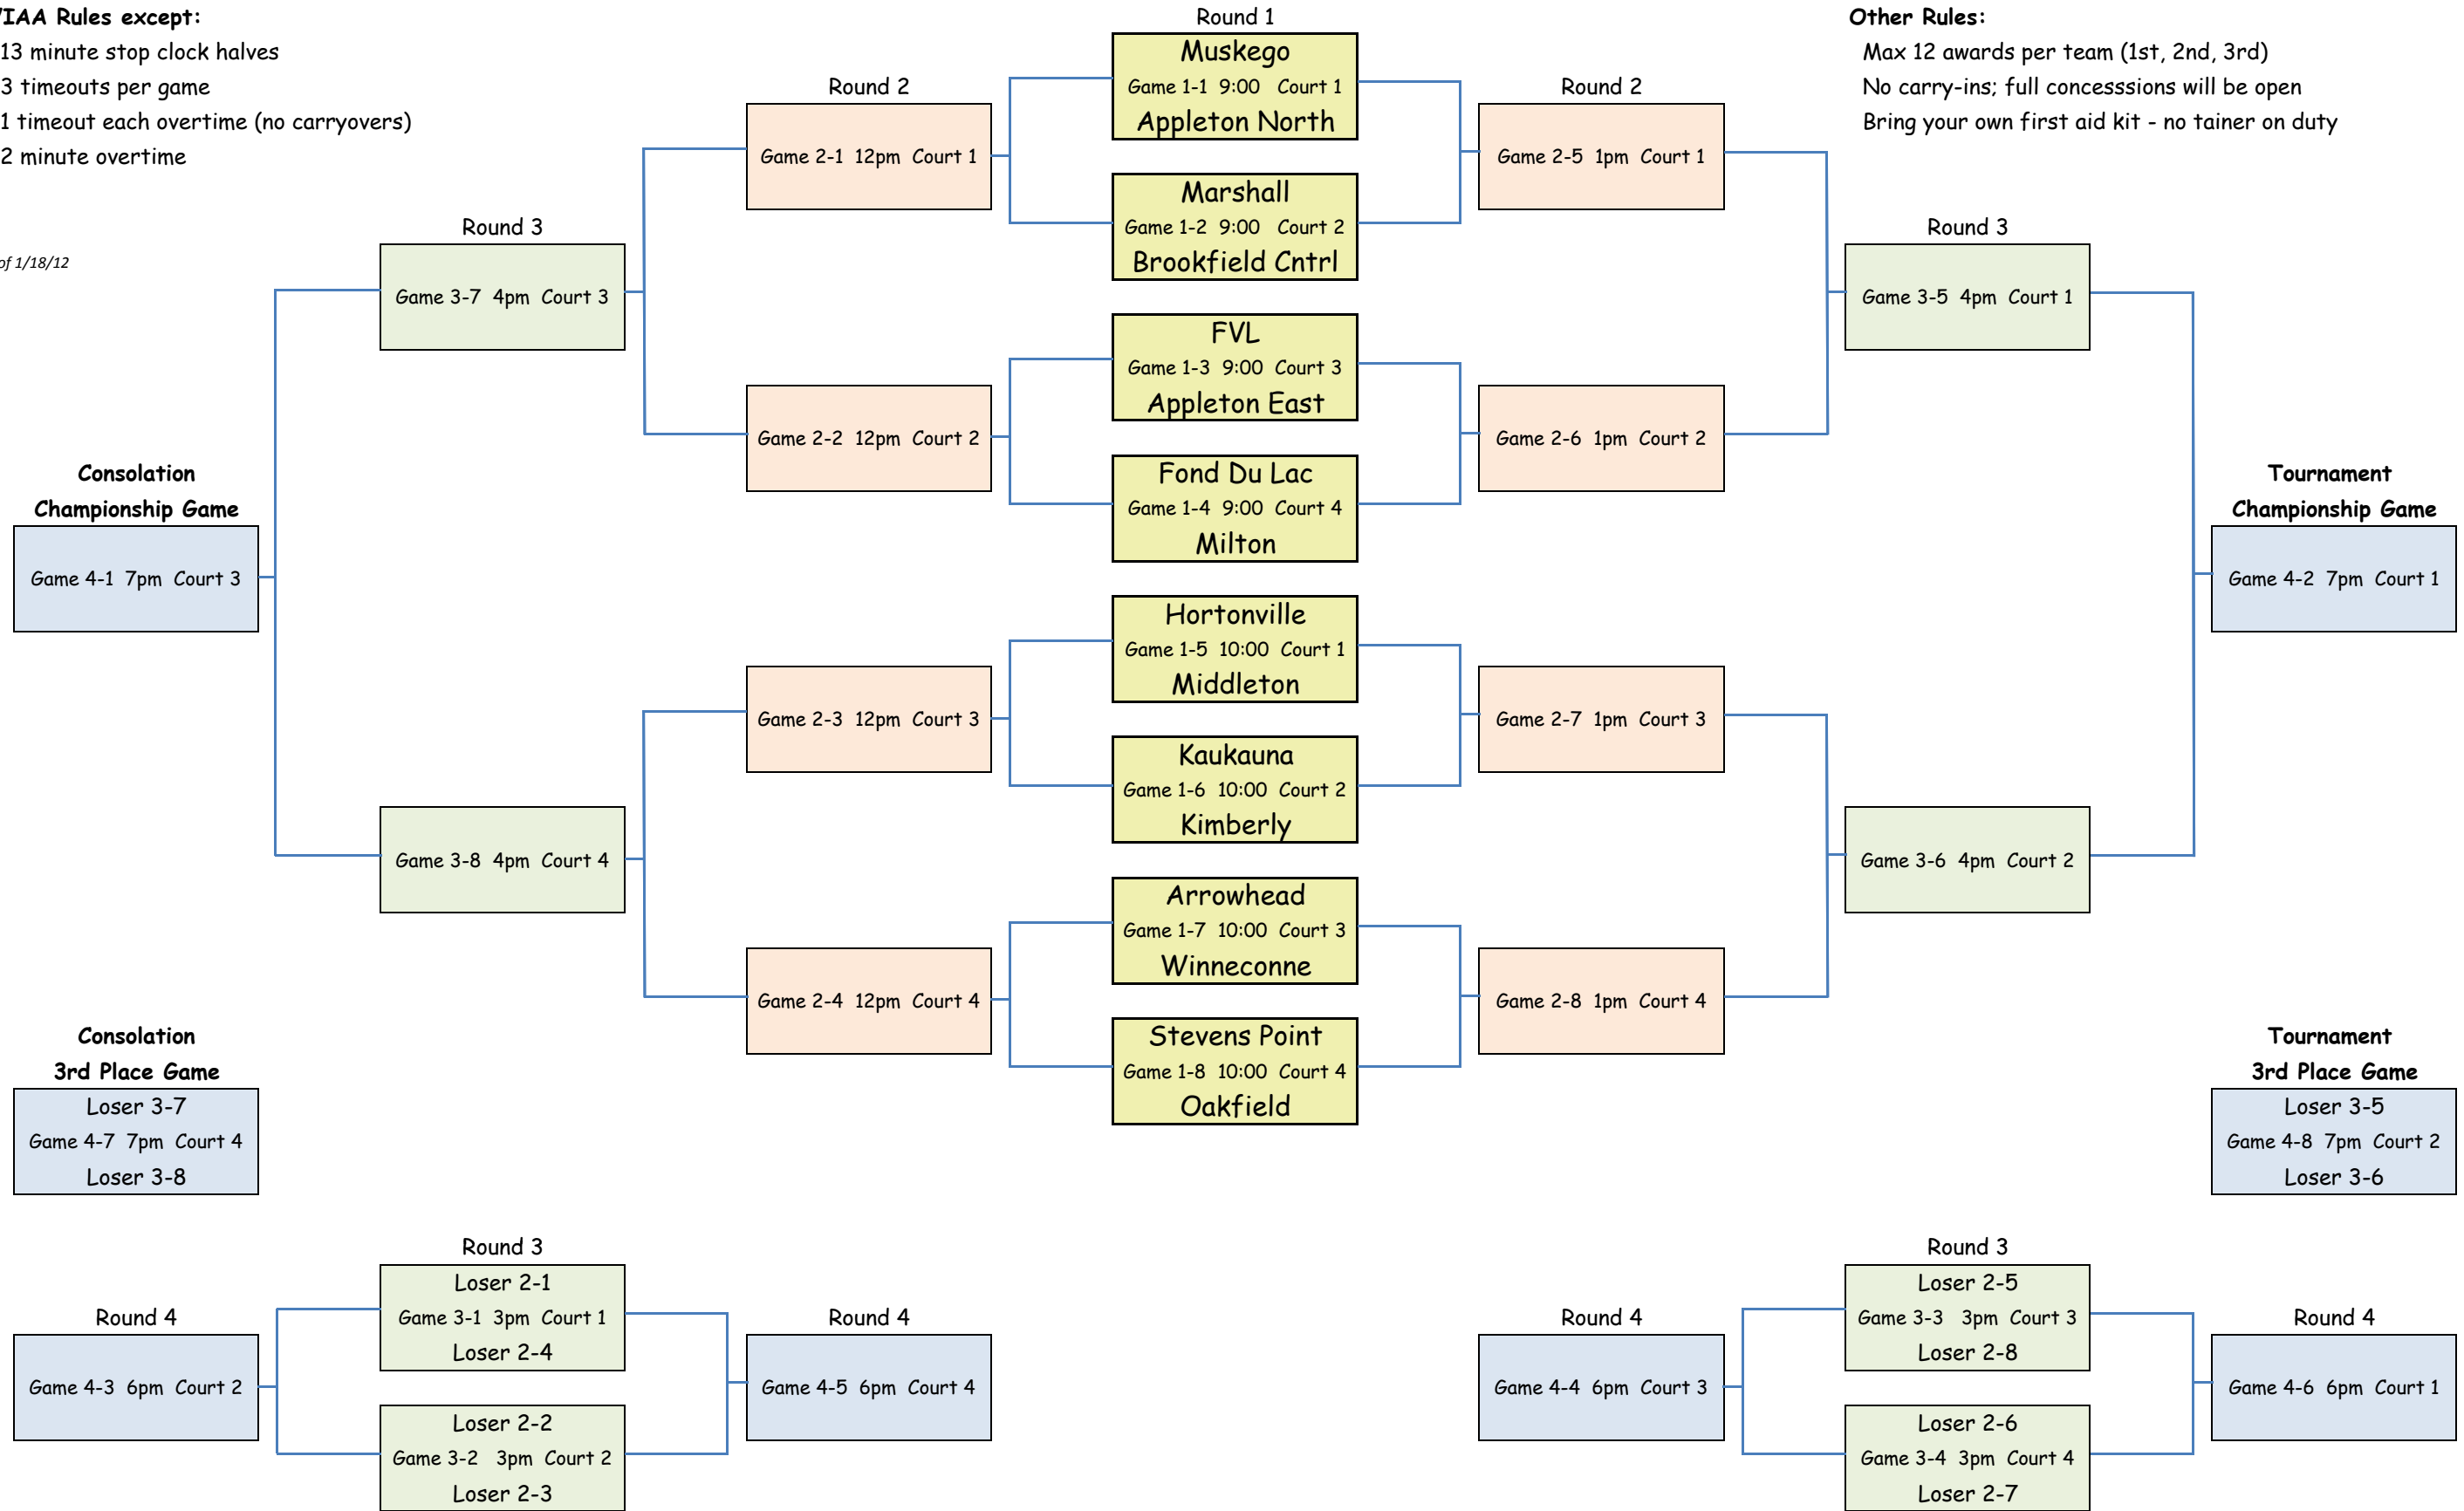 IAA Rules except:
13 minute stop clock halves
3 timeouts per game
1 timeout each overtime (no carryovers)
2 minute overtime
of 1/18/12
Other Rules:
Max 12 awards per team (1st, 2nd, 3rd)
No carry-ins; full concesssions will be open
Bring your own first aid kit - no tainer on duty
Round 1
Muskego
Game 1-1 9:00 Court 1
Appleton North
Marshall
Game 1-2 9:00 Court 2
Brookfield Cntrl
FVL
Game 1-3 9:00 Court 3
Appleton East
Fond Du Lac
Game 1-4 9:00 Court 4
Milton
Hortonville
Game 1-5 10:00 Court 1
Middleton
Kaukauna
Game 1-6 10:00 Court 2
Kimberly
Arrowhead
Game 1-7 10:00 Court 3
Winneconne
Stevens Point
Game 1-8 10:00 Court 4
Oakfield
Round 2
Game 2-1 12pm Court 1
Game 2-2 12pm Court 2
Game 2-3 12pm Court 3
Game 2-4 12pm Court 4
Round 2
Game 2-5 1pm Court 1
Game 2-6 1pm Court 2
Game 2-7 1pm Court 3
Game 2-8 1pm Court 4
Round 3
Game 3-7 4pm Court 3
Game 3-8 4pm Court 4
Round 3
Game 3-5 4pm Court 1
Game 3-6 4pm Court 2
Consolation
Championship Game
Game 4-1 7pm Court 3
Tournament
Championship Game
Game 4-2 7pm Court 1
Consolation
3rd Place Game
Loser 3-7
Game 4-7 7pm Court 4
Loser 3-8
Tournament
3rd Place Game
Loser 3-5
Game 4-8 7pm Court 2
Loser 3-6
Round 4
Game 4-3 6pm Court 2
Round 3
Loser 2-1
Game 3-1 3pm Court 1
Loser 2-4
Loser 2-2
Game 3-2 3pm Court 2
Loser 2-3
Round 4
Game 4-5 6pm Court 4
Round 4
Game 4-4 6pm Court 3
Round 3
Loser 2-5
Game 3-3 3pm Court 3
Loser 2-8
Loser 2-6
Game 3-4 3pm Court 4
Loser 2-7
Round 4
Game 4-6 6pm Court 1